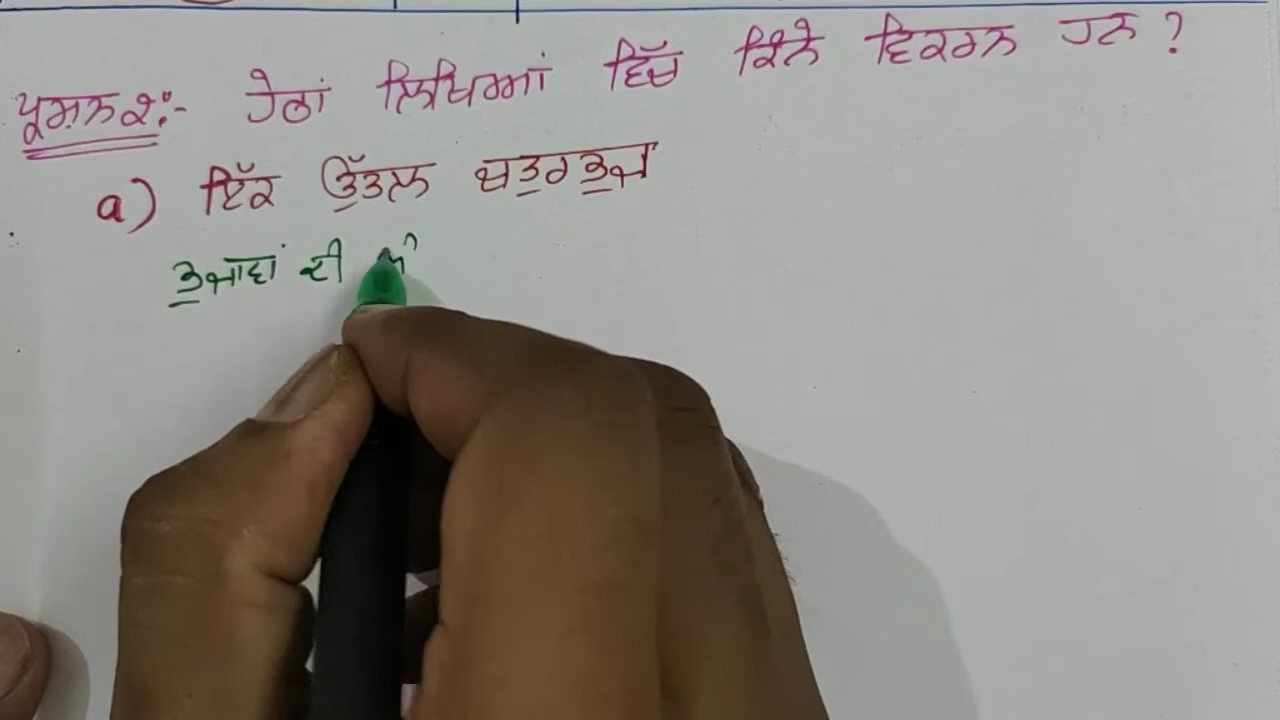 ਪ੍ਰਸ਼ਨ੨:- ਹੇਠਾਂ ਲਿਖਿਆਂ ਵਿੱਚ ਕਿੰਨੇ ਵਿਕਰਨ ਹਨ ?
a) ਇੱਕ ਉੱਤਲ ਚਤੁਰਭੁਜ
ਭੁਜਾਵਾਂ ਦੀ